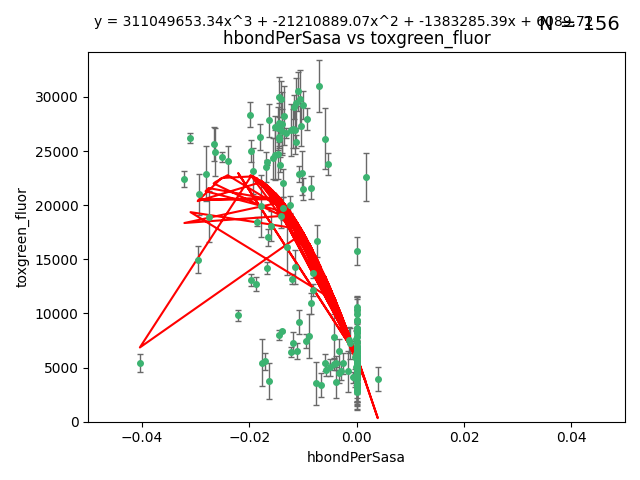 y = 311049653.34x^3 + -21210889.07x^2 + -1383285.39x + 6089.72
N = 156
hbondPerSasa vs toxgreen_fluor
30000
25000
20000
15000
10000
5000
0
toxgreen_fluor
−0.04 −0.02 0.00 0.02 0.04
hbondPerSasa